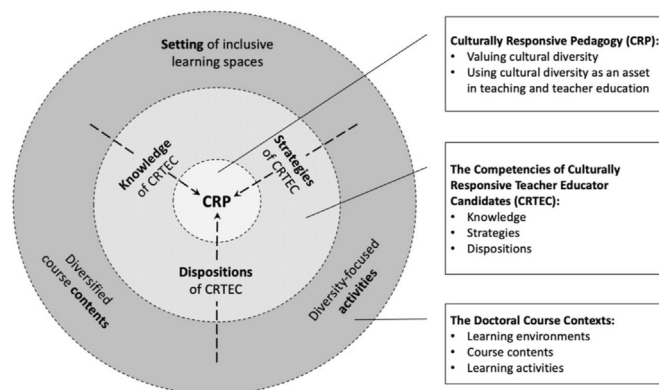 Setting of inclusive
learning spaces
Knowledge
of CRTEC
Strategies
of CRTEC
CRP
Dispositions
of CRTEC
Diversified
course contents
Diversity-focused
activities
Culturally Responsive Pedagogy (CRP):
• Valuing cultural diversity
• Using cultural diversity as an asset
in teaching and teacher education
The Competencies of Culturally
Responsive Teacher Educator
Candidates (CRTEC):
• Knowledge
• Strategies
• Dispositions
The Doctoral Course Contexts:
• Learning environments
• Course contents
• Learning activities